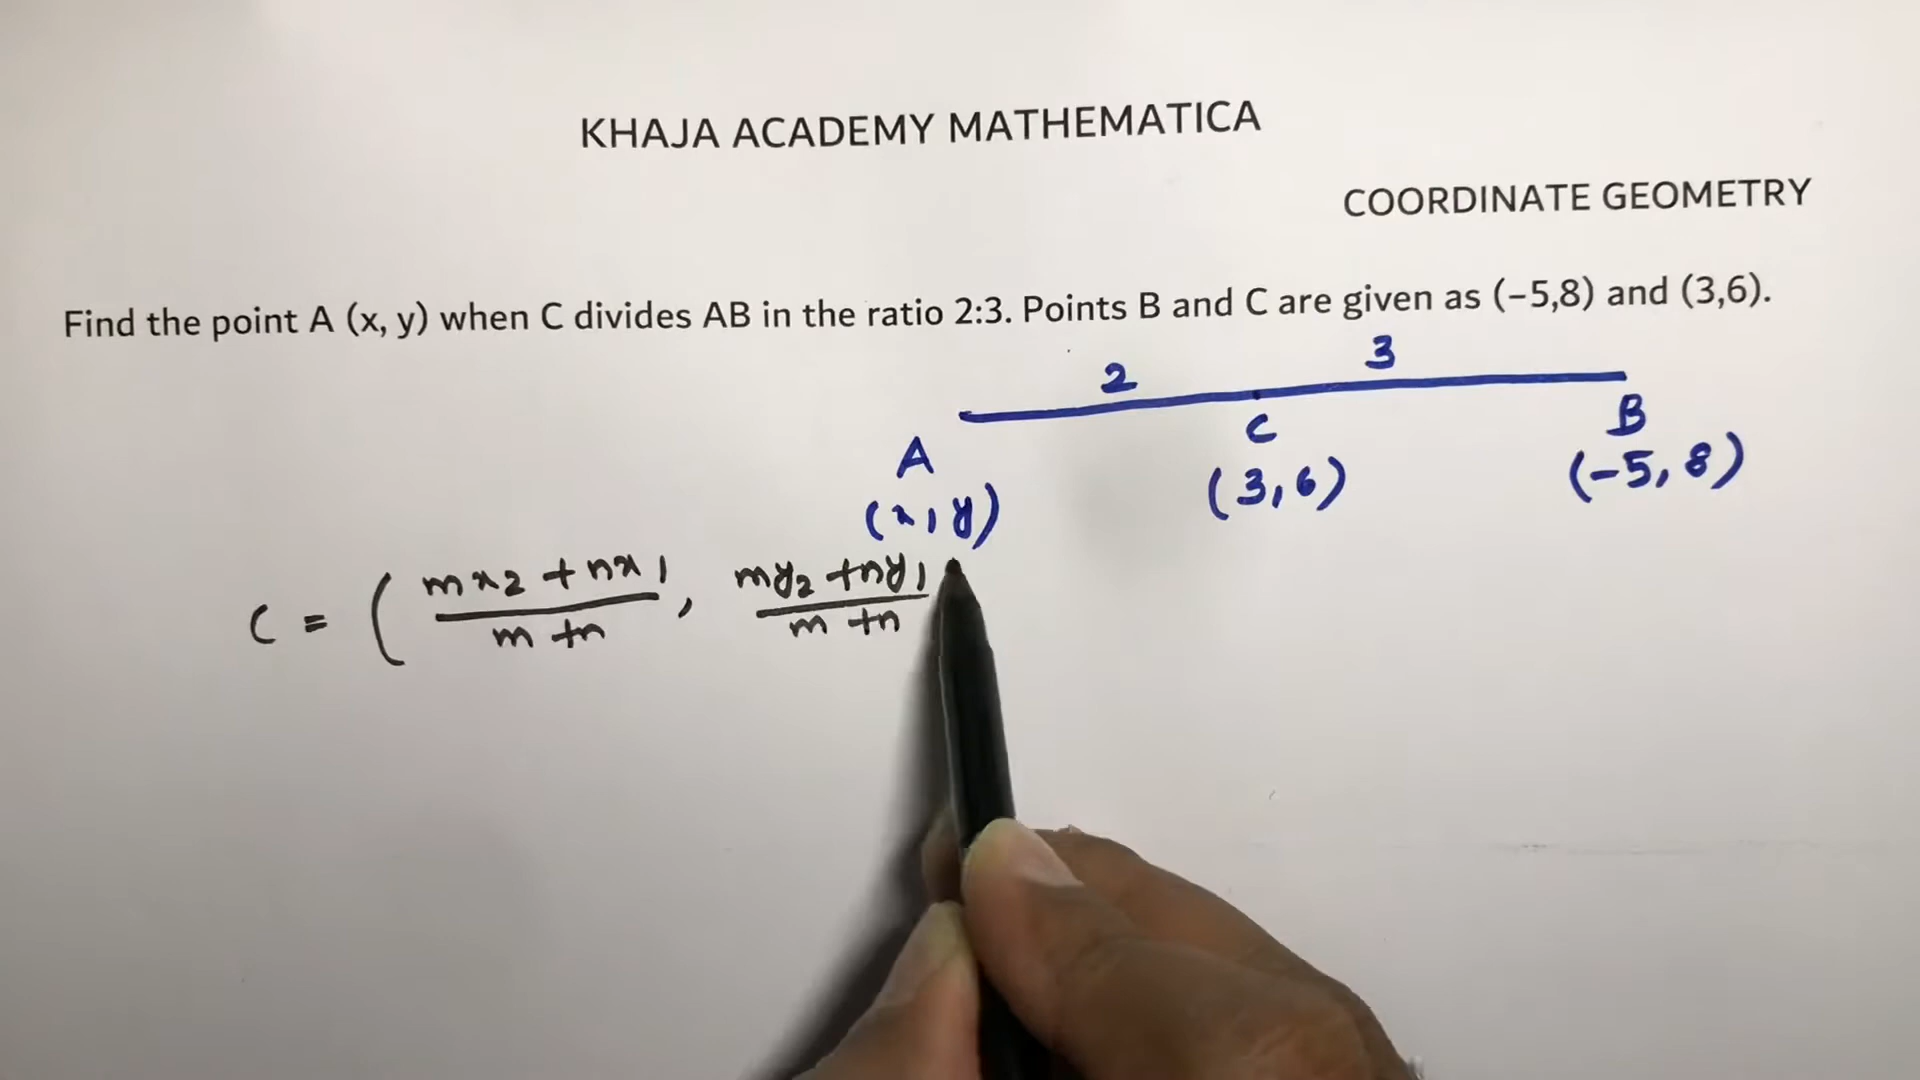 KHAJA ACADEMY MATHEMATICA
COORDINATE GEOMETRY
Find the point A (x, y) when C divides AB in the ratio 2:3. Points B and C are given as (−5,8) and (3,6).
2 3
A C B
(x, y) (3, 6) (-5, 8)
C = ( mx2 + nx1 / m + n , my2 + ny1 / m + n